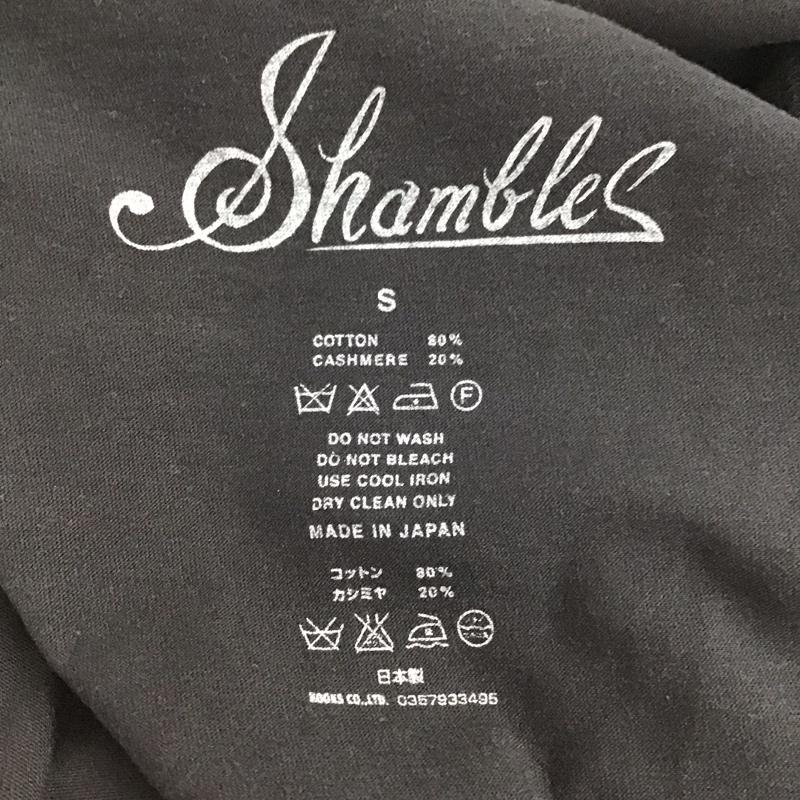 Shambles
S
COTTON 80%
CASHMERE 20%
F
DO NOT WASH
DO NOT BLEACH
USE COOL IRON
DRY CLEAN ONLY
MADE IN JAPAN
コットン 80%
カシミヤ 20%
日本製
CO.,LTD. 0357933495